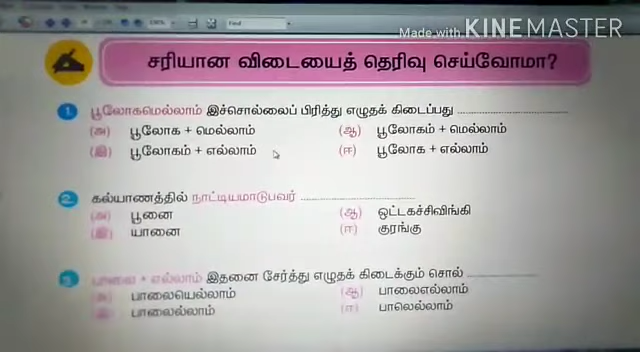 Made with KINEMASTER
சரியான விடையைத் தெரிவு செய்வோமா?
1 பூலோகமெல்லாம் இச்சொல்லைப் பிரித்து எழுதக் கிடைப்பது ....................
(அ) பூலோக + மெல்லாம் (ஆ) பூலோகம் + மெல்லாம்
(இ) பூலோகம் + எல்லாம் (ஈ) பூலோக + எல்லாம்
2. கல்யாணத்தில் நாட்டியமாடுபவர் ....................
(அ) பூனை (ஆ) ஒட்டகச்சிவிங்கி
(இ) யானை (ஈ) குரங்கு
3. பாலை + எல்லாம் இதனை சேர்த்து எழுதக் கிடைக்கும் சொல் ....................
(அ) பாலையெல்லாம் (ஆ) பாலைஎல்லாம்
(இ) பாலைல்லாம் (ஈ) பாலெல்லாம்